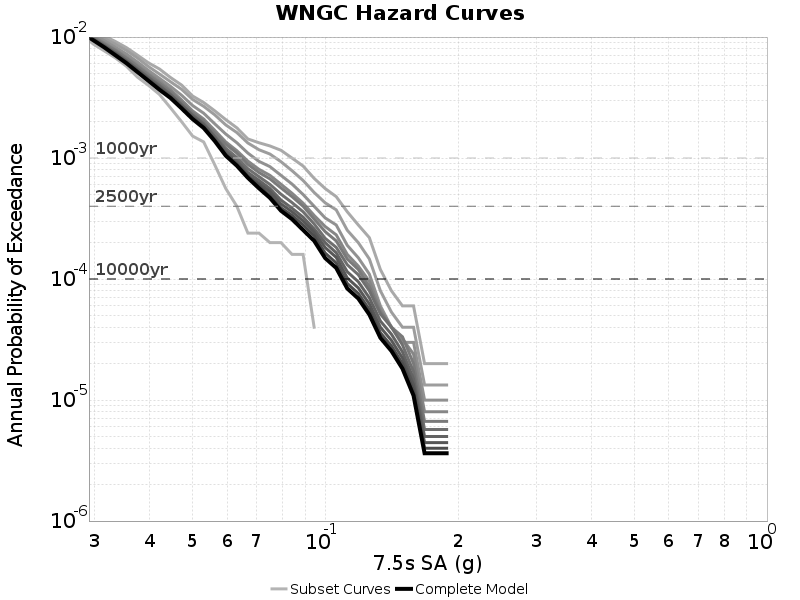 WNGC Hazard Curves
Annual Probability of Exceedance
10-2
10-3
10-4
10-5
10-6
1000yr
2500yr
10000yr
3 4 5 6 7 10-1 2 3 4 5 6 7 8 100
7.5s SA (g)
Subset Curves Complete Model